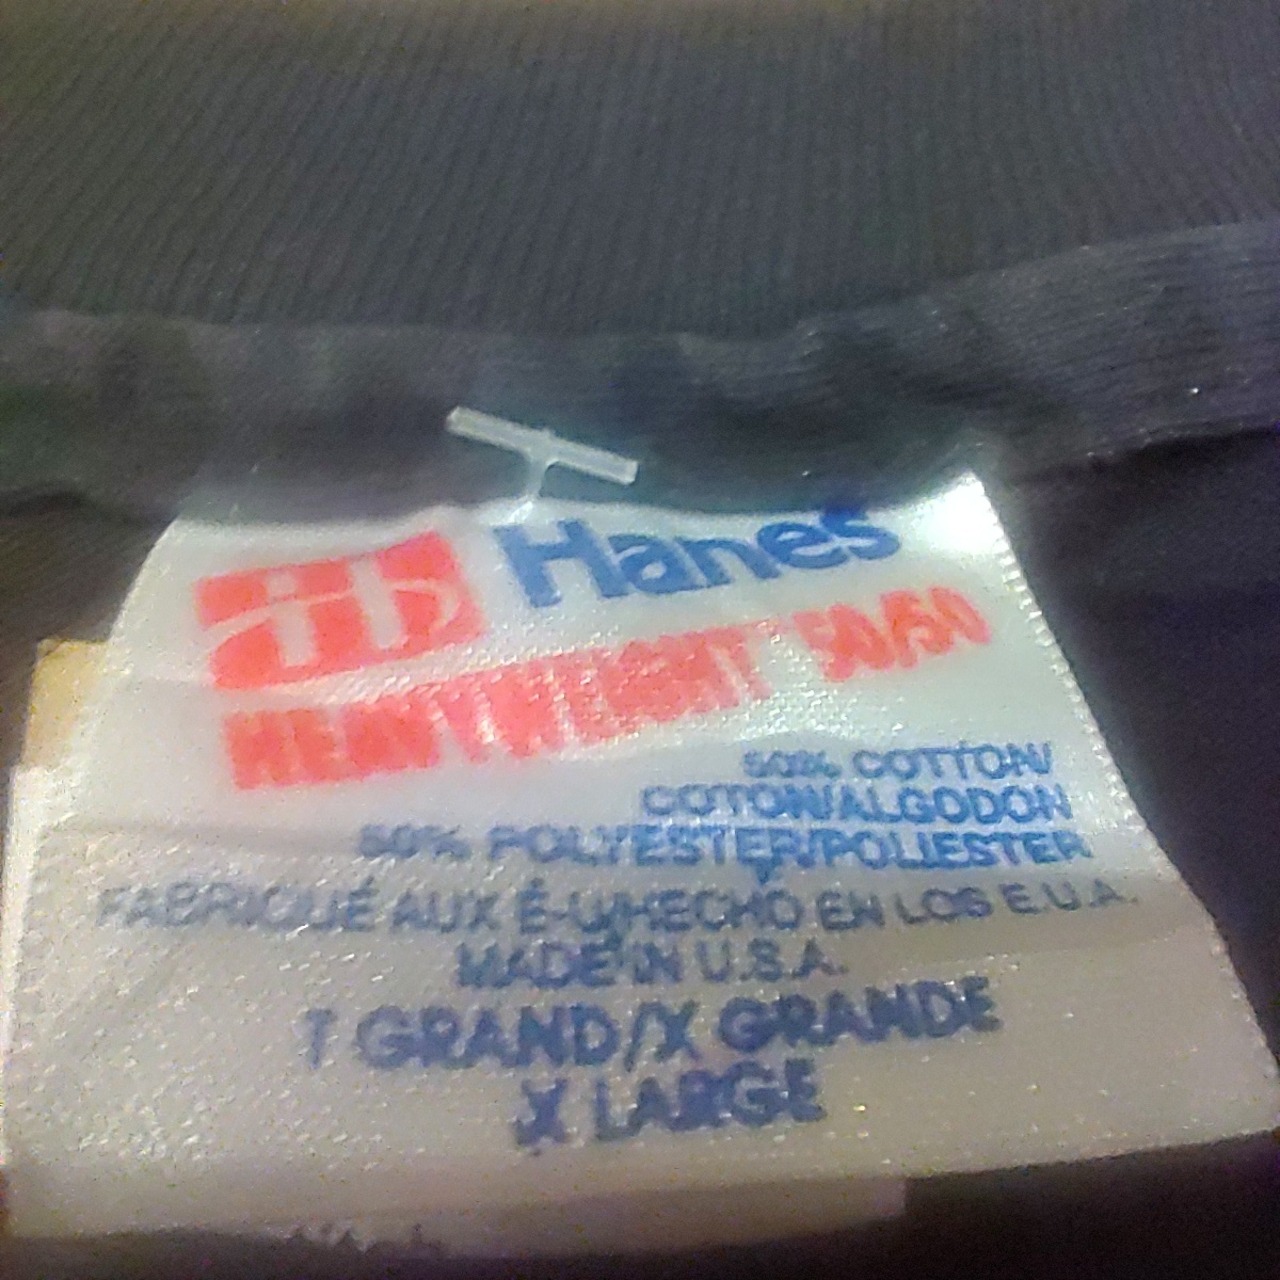 Hanes
HEAVYWEIGHT™ 50/50
50% COTTON/
COTON/ALGODON
50% POLYESTER/POLIESTER
FABRIQUÉ AUX É-U/HECHO EN LOS E.U.A.
MADE IN U.S.A.
T GRAND/X GRANDE
X LARGE